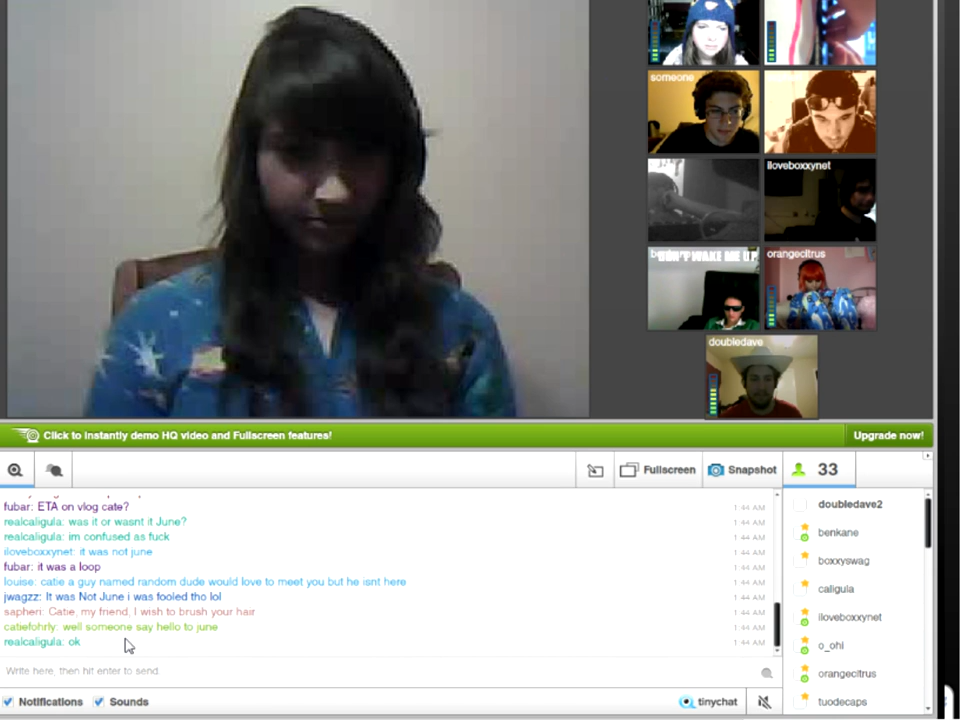 someone
iloveboxxynet
DON'T WAKE ME UP
orangecitrus
doubledave
Click to instantly demo HQ video and Fullscreen features!
Upgrade now!
Fullscreen
Snapshot
33
fubar: ETA on vlog cate?
1:44 AM
realcaligula: was it or wasnt it June?
1:44 AM
realcaligula: im confused as fuck
1:44 AM
iloveboxxynet: it was not june
1:44 AM
fubar: it was a loop
1:44 AM
louise: catie a guy named random dude would love to meet you but he isnt here
1:44 AM
jwagzz: It was Not June i was fooled tho lol
1:44 AM
sapheri: Catie, my friend, I wish to brush your hair
1:44 AM
catiefohrly: well someone say hello to june
1:44 AM
realcaligula: ok
1:44 AM
doubledave2
benkane
boxxyswag
caligula
iloveboxxynet
o_ohi
orangecitrus
tuodecaps
Write here, then hit enter to send.
Notifications
Sounds
tinychat